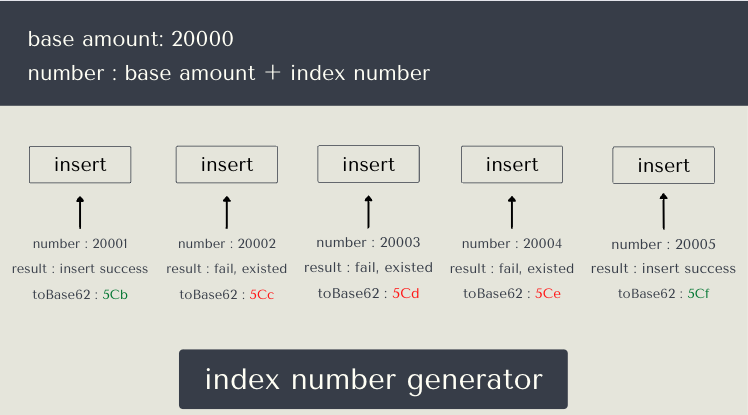 base amount: 20000
number : base amount + index number
insert
insert
insert
insert
insert
number : 20001
result : insert success
toBase62 : 5Cb
number : 20002
result : fail, existed
toBase62 : 5Cc
number : 20003
result : fail, existed
toBase62 : 5Cd
number : 20004
result : fail, existed
toBase62 : 5Ce
number : 20005
result : insert success
toBase62 : 5Cf
index number generator